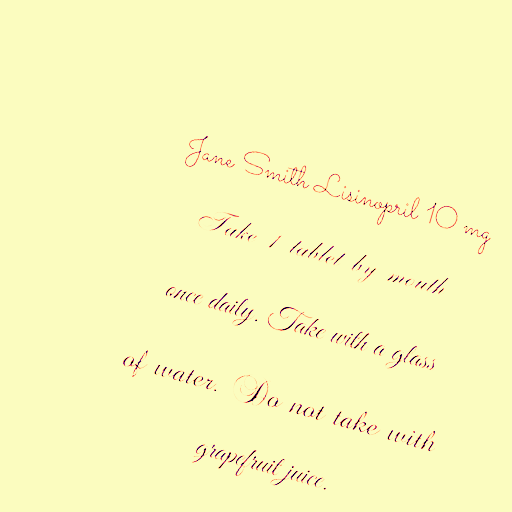 Jane Smith Lisinopril 10 mg
Take 1 tablet by mouth
once daily. Take with a glass
of water. Do not take with
grapefruit juice.